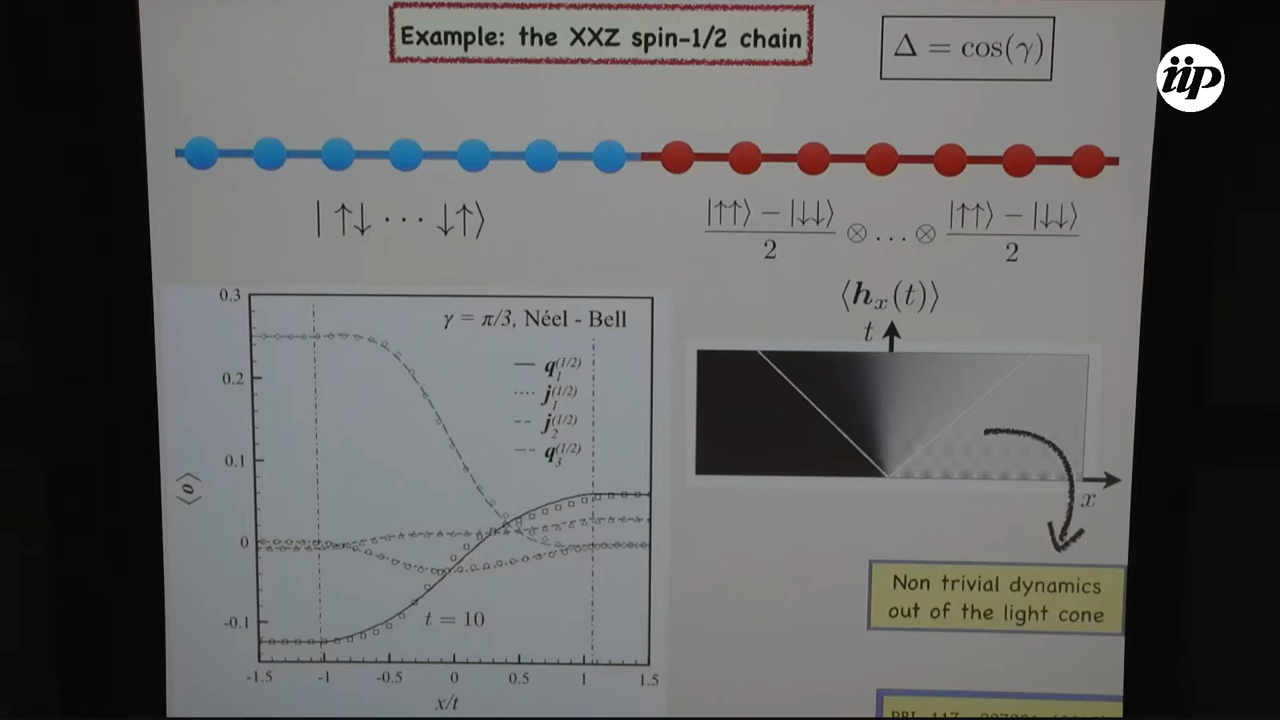 Example: the XXZ spin-1/2 chain
Δ = cos(γ)
iip
|↑↓ ··· ↓↑⟩
|↑↑⟩ − |↓↓⟩ |↑↑⟩ − |↓↓⟩
⊗ ... ⊗
2 2
⟨h_x(t)⟩
t
x
0.3
0.2
0.1
0
-0.1
⟨o⟩
γ = π/3, Néel - Bell
q_1^(1/2)
j_1^(1/2)
j_2^(1/2)
q_3^(1/2)
t = 10
-1.5 -1 -0.5 0 0.5 1 1.5
x/t
Non trivial dynamics
out of the light cone
PRL 117